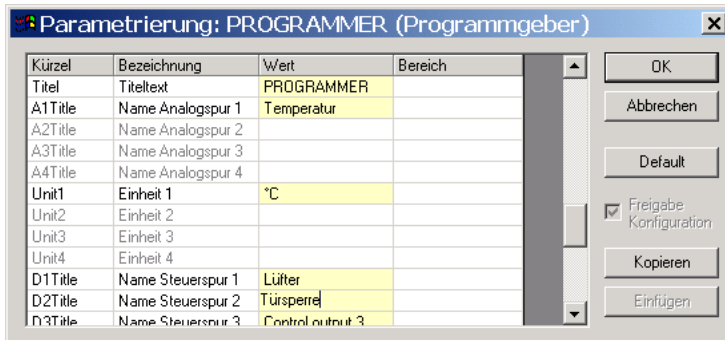 Parametrierung: PROGRAMMER (Programmgeber)
Kürzel Bezeichnung Wert Bereich
Titel Titeltext PROGRAMMER
A1Title Name Analogspur 1 Temperatur
A2Title Name Analogspur 2
A3Title Name Analogspur 3
A4Title Name Analogspur 4
Unit1 Einheit 1 °C
Unit2 Einheit 2
Unit3 Einheit 3
Unit4 Einheit 4
D1Title Name Steuerspur 1 Lüfter
D2Title Name Steuerspur 2 Türsperre
D3Title Name Steuerspur 3 Control output 3
OK
Abbrechen
Default
Freigabe
Konfiguration
Kopieren
Einfügen